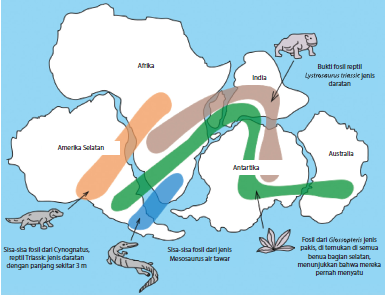 Afrika
India
Bukti fosil reptil
Lystrosaurus triassic jenis
daratan
Amerika Selatan
Antartika
Australia
Sisa-sisa fosil dari Cynognatus,
reptil Triassic jenis daratan
dengan panjang sekitar 3 m
Sisa-sisa fosil dari jenis
Mesosaurus air tawar
Fosil dari Glossopteris jenis
pakis, di temukan di semua
benua bagian selatan,
menunjukkan bahwa mereka
pernah menyatu